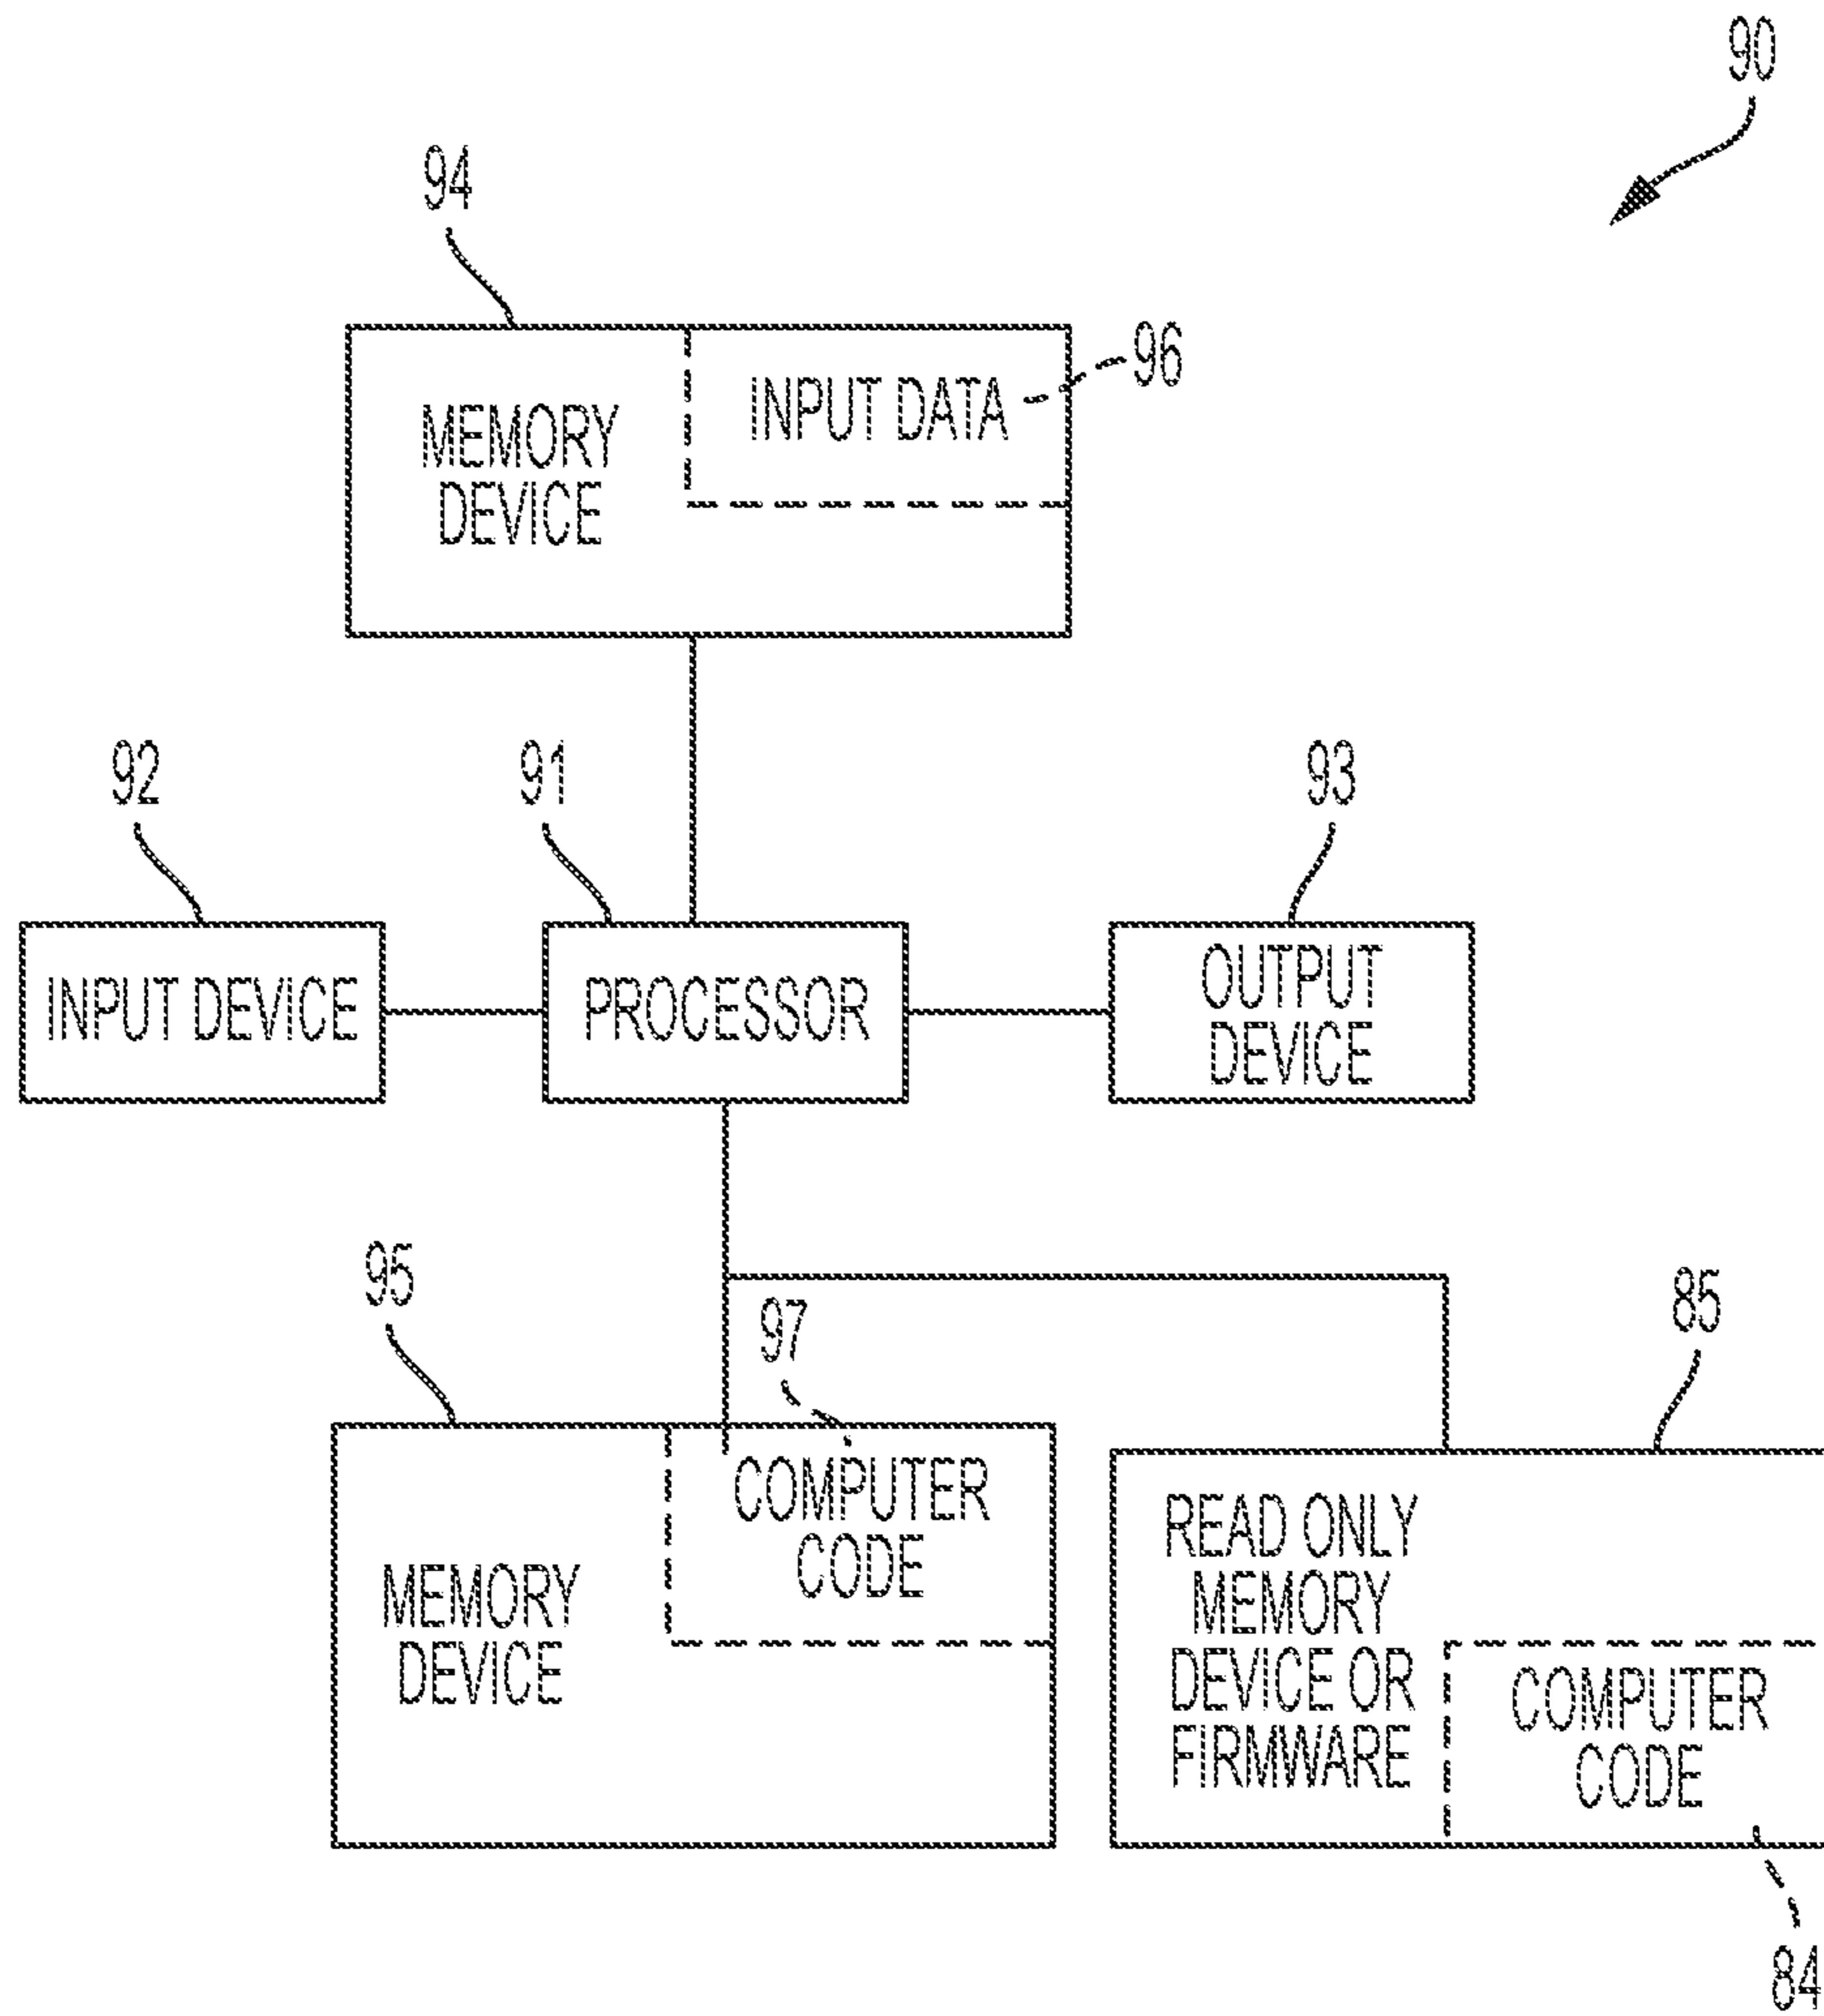 90
94
96
INPUT DATA
MEMORY
DEVICE
92
91
93
INPUT DEVICE
PROCESSOR
OUTPUT
DEVICE
95
97
85
COMPUTER
CODE
MEMORY
DEVICE
READ ONLY
MEMORY
DEVICE OR
FIRMWARE
COMPUTER
CODE
84